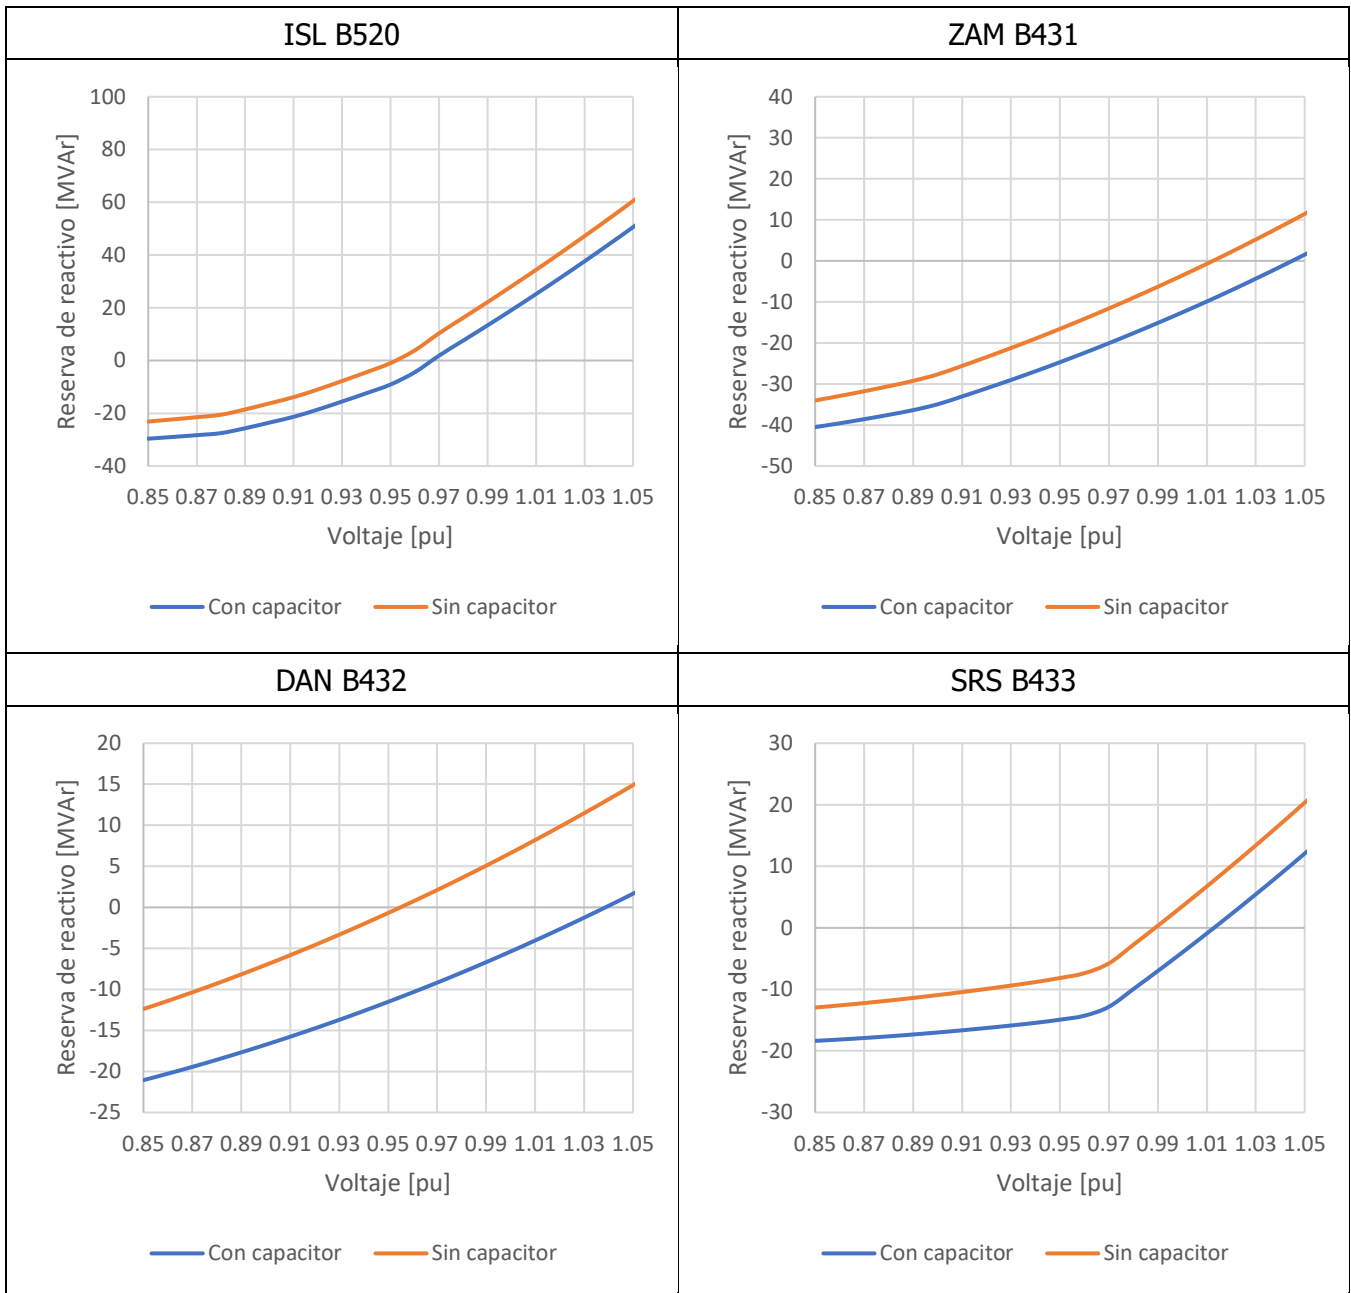 ISL B520
ZAM B431
Reserva de reactivo [MVAr]
100
80
60
40
20
0
-20
-40
0.85 0.87 0.89 0.91 0.93 0.95 0.97 0.99 1.01 1.03 1.05
Voltaje [pu]
Con capacitor Sin capacitor
Reserva de reactivo [MVAr]
40
30
20
10
0
-10
-20
-30
-40
-50
0.85 0.87 0.89 0.91 0.93 0.95 0.97 0.99 1.01 1.03 1.05
Voltaje [pu]
Con capacitor Sin capacitor
DAN B432
SRS B433
Reserva de reactivo [MVAr]
20
15
10
5
0
-5
-10
-15
-20
-25
0.85 0.87 0.89 0.91 0.93 0.95 0.97 0.99 1.01 1.03 1.05
Voltaje [pu]
Con capacitor Sin capacitor
Reserva de reactivo [MVAr]
30
20
10
0
-10
-20
-30
0.85 0.87 0.89 0.91 0.93 0.95 0.97 0.99 1.01 1.03 1.05
Voltaje [pu]
Con capacitor Sin capacitor